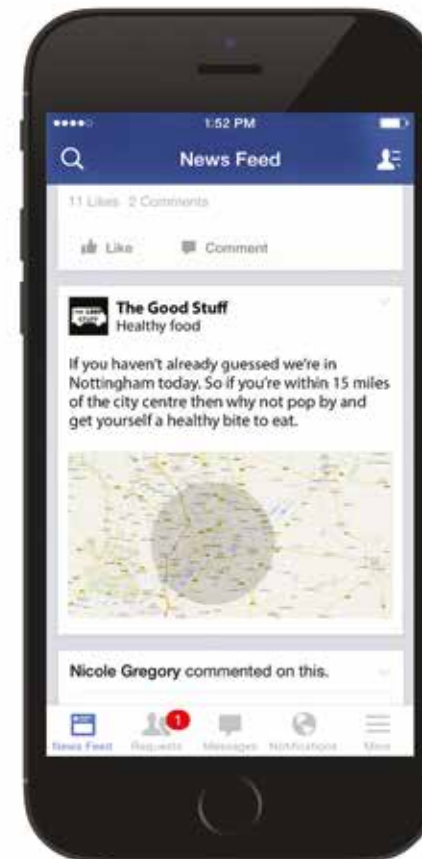 1:52 PM
News Feed
11 Likes 2 Comments
Like Comment
THE GOOD STUFF
The Good Stuff
Healthy food
If you haven't already guessed we're in
Nottingham today. So if you're within 15 miles
of the city centre then why not pop by and
get yourself a healthy bite to eat.
Nicole Gregory commented on this.
1
News Feed Requests Messages Notifications More